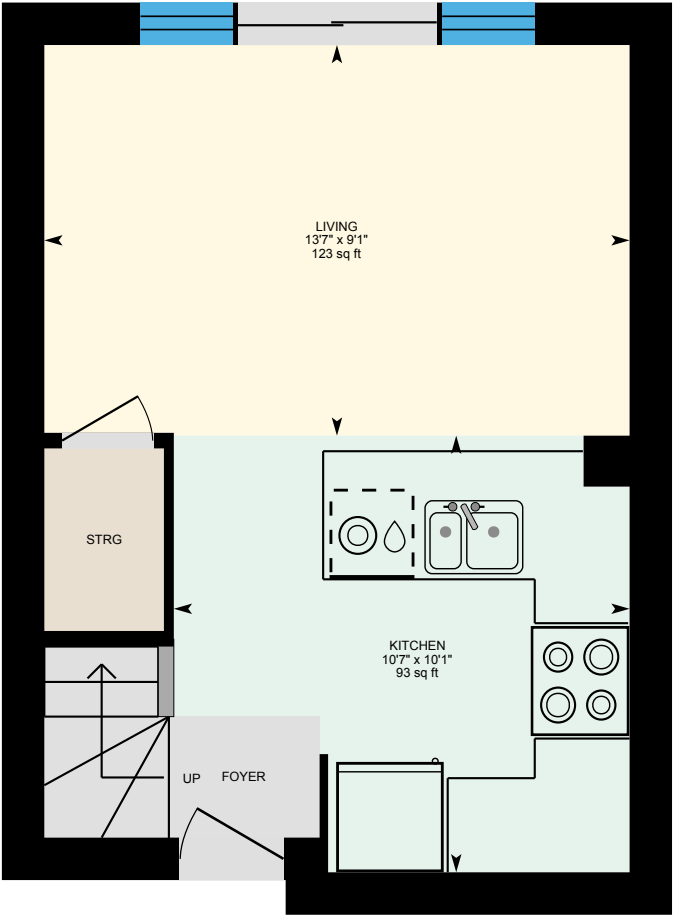 LIVING
13'7" x 9'1"
123 sq ft
STRG
KITCHEN
10'7" x 10'1"
93 sq ft
UP
FOYER